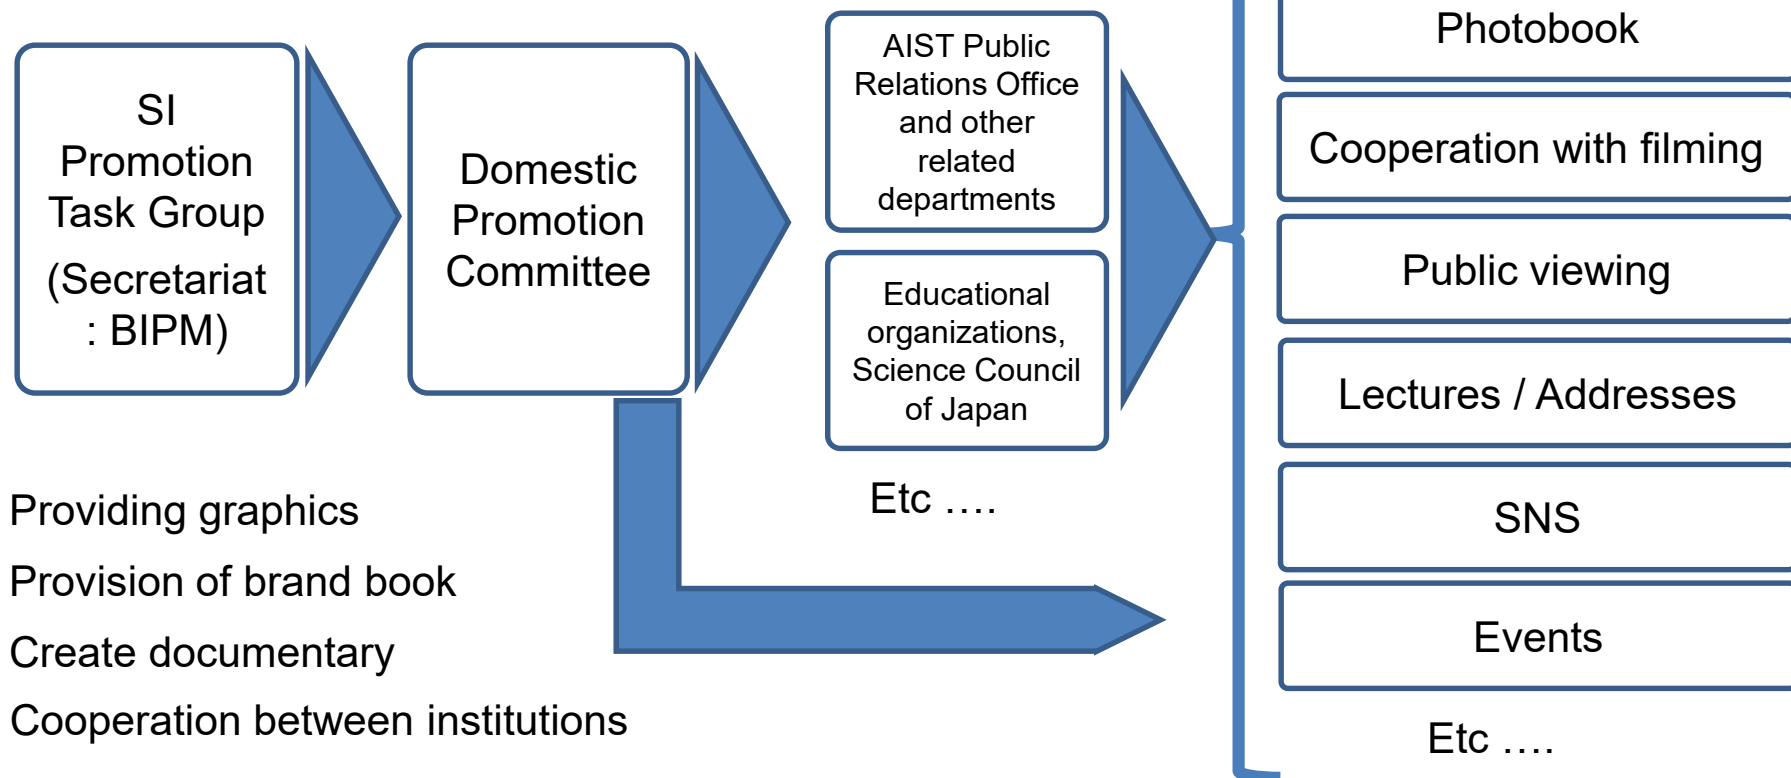 SI
Promotion
Task Group
(Secretariat
: BIPM)
Domestic
Promotion
Committee
AIST Public
Relations Office
and other
related
departments
Educational
organizations,
Science Council
of Japan
Etc ….
Photobook
Cooperation with filming
Public viewing
Lectures / Addresses
SNS
Events
Etc ….
Providing graphics
Provision of brand book
Create documentary
Cooperation between institutions